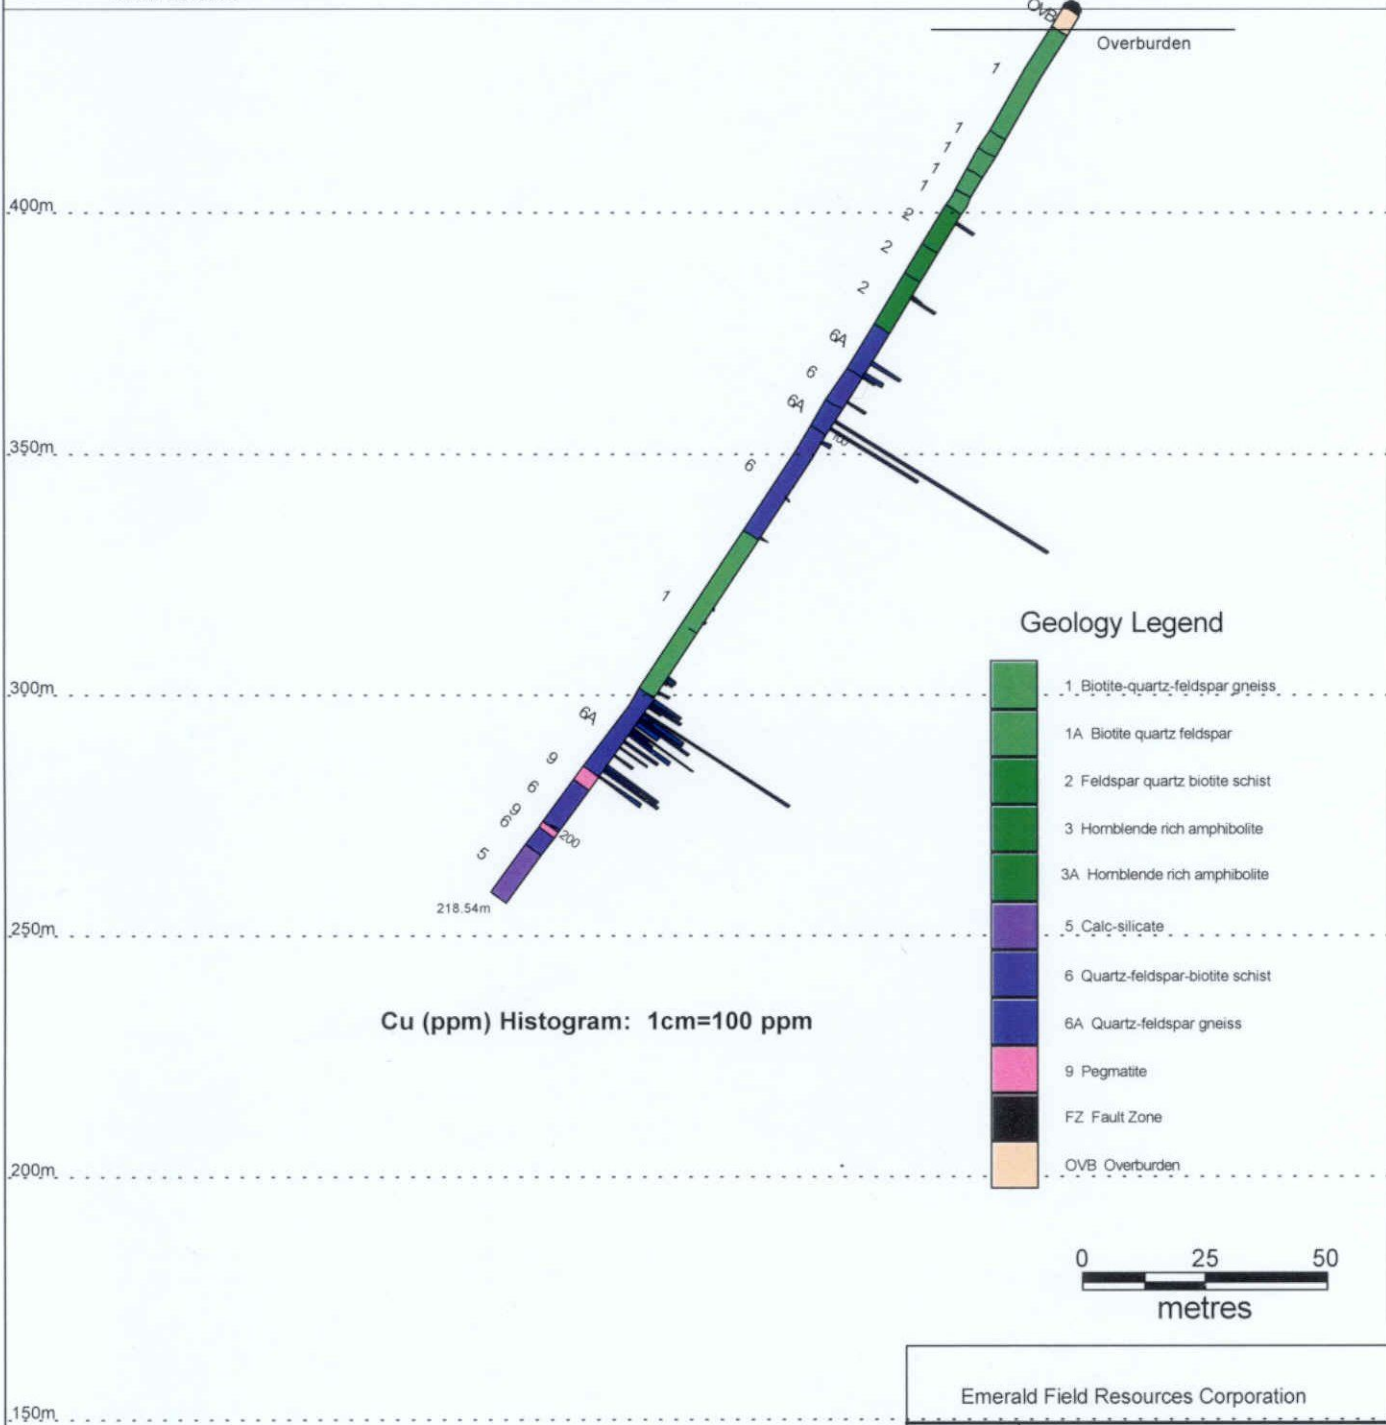 OVB
Overburden
1
1
1
1
1
400m
2
2
2
6A
6
6A
100
350m
6
1
300m
6A
9
6
9
6
200
5
218.54m
250m
Cu (ppm) Histogram: 1cm=100 ppm
200m
150m
Geology Legend
1 Biotite-quartz-feldspar gneiss
1A Biotite quartz feldspar
2 Feldspar quartz biotite schist
3 Hornblende rich amphibolite
3A Hornblende rich amphibolite
5 Calc-silicate
6 Quartz-feldspar-biotite schist
6A Quartz-feldspar gneiss
9 Pegmatite
FZ Fault Zone
OVB Overburden
0 25 50
metres
Emerald Field Resources Corporation